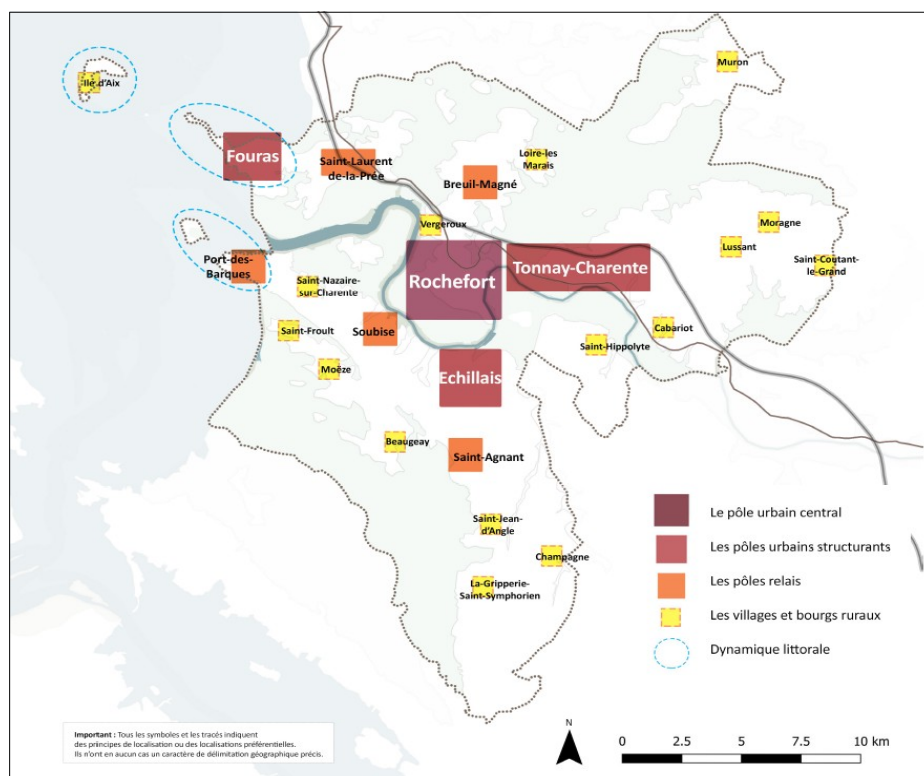 Muron
Ile d'Aix
Fouras
Saint-Laurent
de-la-Prée
Loire-les
Marais
Breuil-Magné
Vergeroux
Moragne
Lussant
Saint-Coutant-
le-Grand
Port-des-
Barques
Rochefort
Tonnay-Charente
Saint-Nazaire-
sur-Charente
Saint-Froult
Soubise
Cabariot
Saint-Hippolyte
Moëze
Echillais
Beaugeay
Saint-Agnant
Saint-Jean-
d'Angle
Champagne
La-Gripperie-
Saint-Symphorien
Le pôle urbain central
Les pôles urbains structurants
Les pôles relais
Les villages et bourgs ruraux
Dynamique littorale
Important : Tous les symboles et les tracés indiquent
des principes de localisation ou des localisations préférentielles.
Ils n'ont en aucun cas un caractère de délimitation géographique précis.
N
0 2.5 5 7.5 10 km